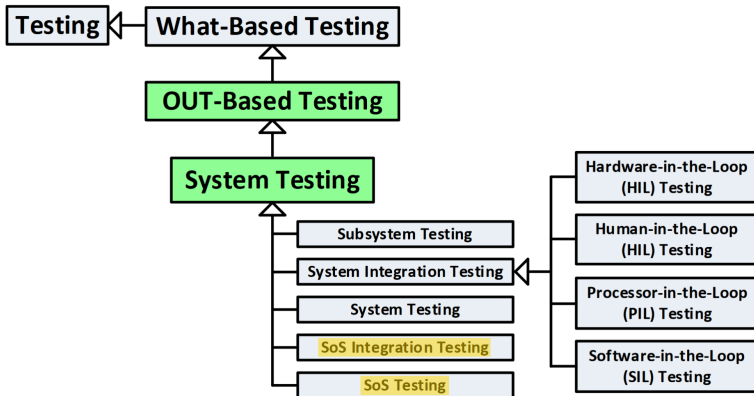 Testing
What-Based Testing
OUT-Based Testing
System Testing
Subsystem Testing
System Integration Testing
System Testing
SoS Integration Testing
SoS Testing
Hardware-in-the-Loop
(HIL) Testing
Human-in-the-Loop
(HIL) Testing
Processor-in-the-Loop
(PIL) Testing
Software-in-the-Loop
(SIL) Testing